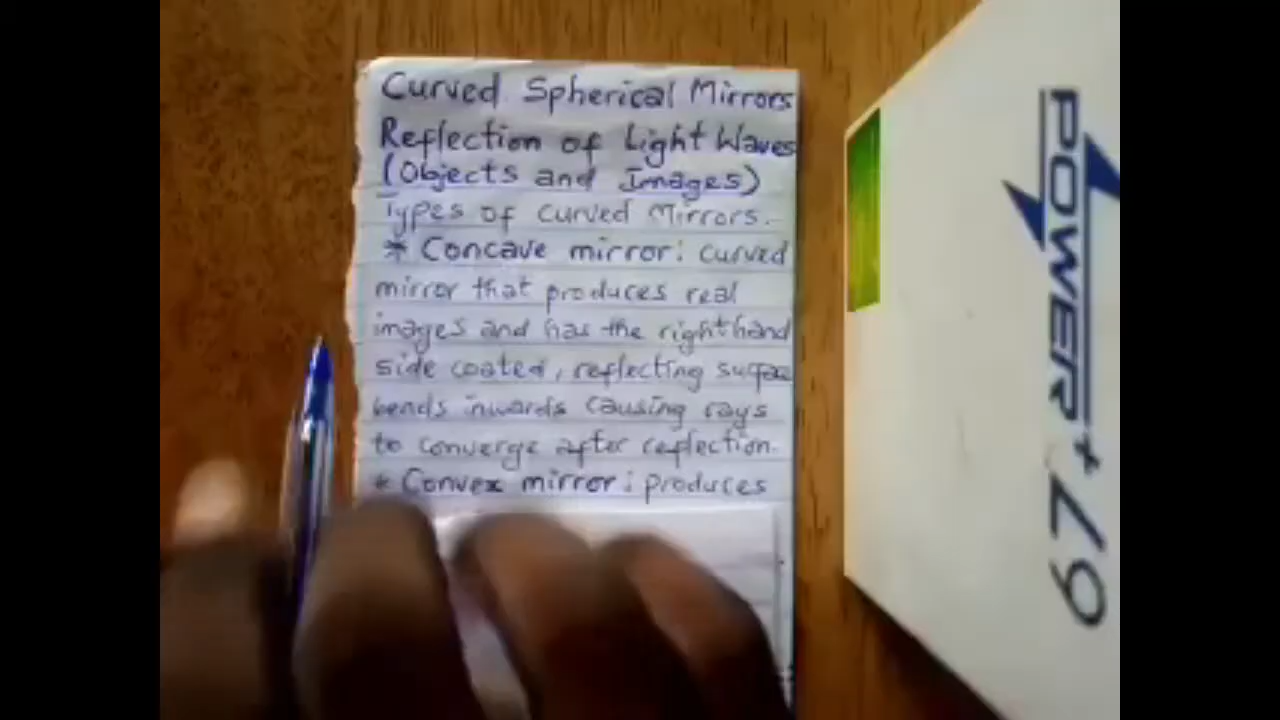 Curved Spherical Mirrors
Reflection of Light Waves
(Objects and Images)
Types of curved Mirrors.
* Concave mirror: curved
mirror that produces real
images and has the righthand
side coated, reflecting surface
bends inwards causing rays
to converge after reflection.
* Convex mirror: produces
POWER+ L79